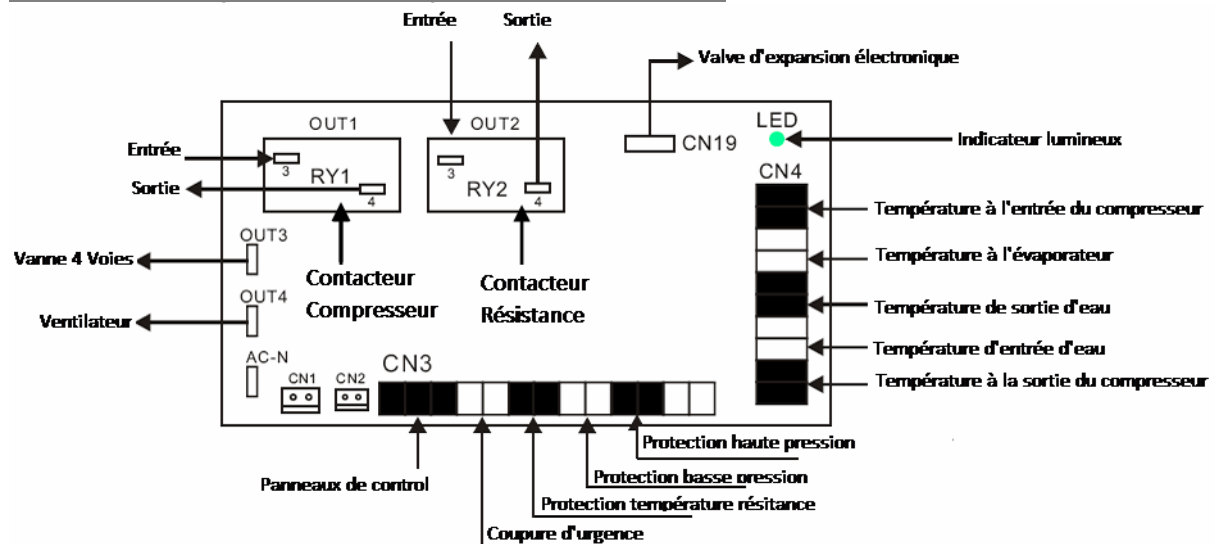 Entrée
Sortie
Valve d'expansion électronique
OUT1
OUT2
LED
CN19
Indicateur lumineux
Entrée
3
RY1
3
CN4
Sortie
4
RY2
4
Température à l'entrée du compresseur
OUT3
Vanne 4 Voies
Température à l'évaporateur
Contacteur
Compresseur
Contacteur
Résistance
OUT4
Température de sortie d'eau
Ventilateur
Température d'entrée d'eau
AC-N
CN1
CN2
CN3
Température à la sortie du compresseur
Protection haute pression
Protection basse pression
Panneaux de control
Protection température résitance
Coupure d'urgence